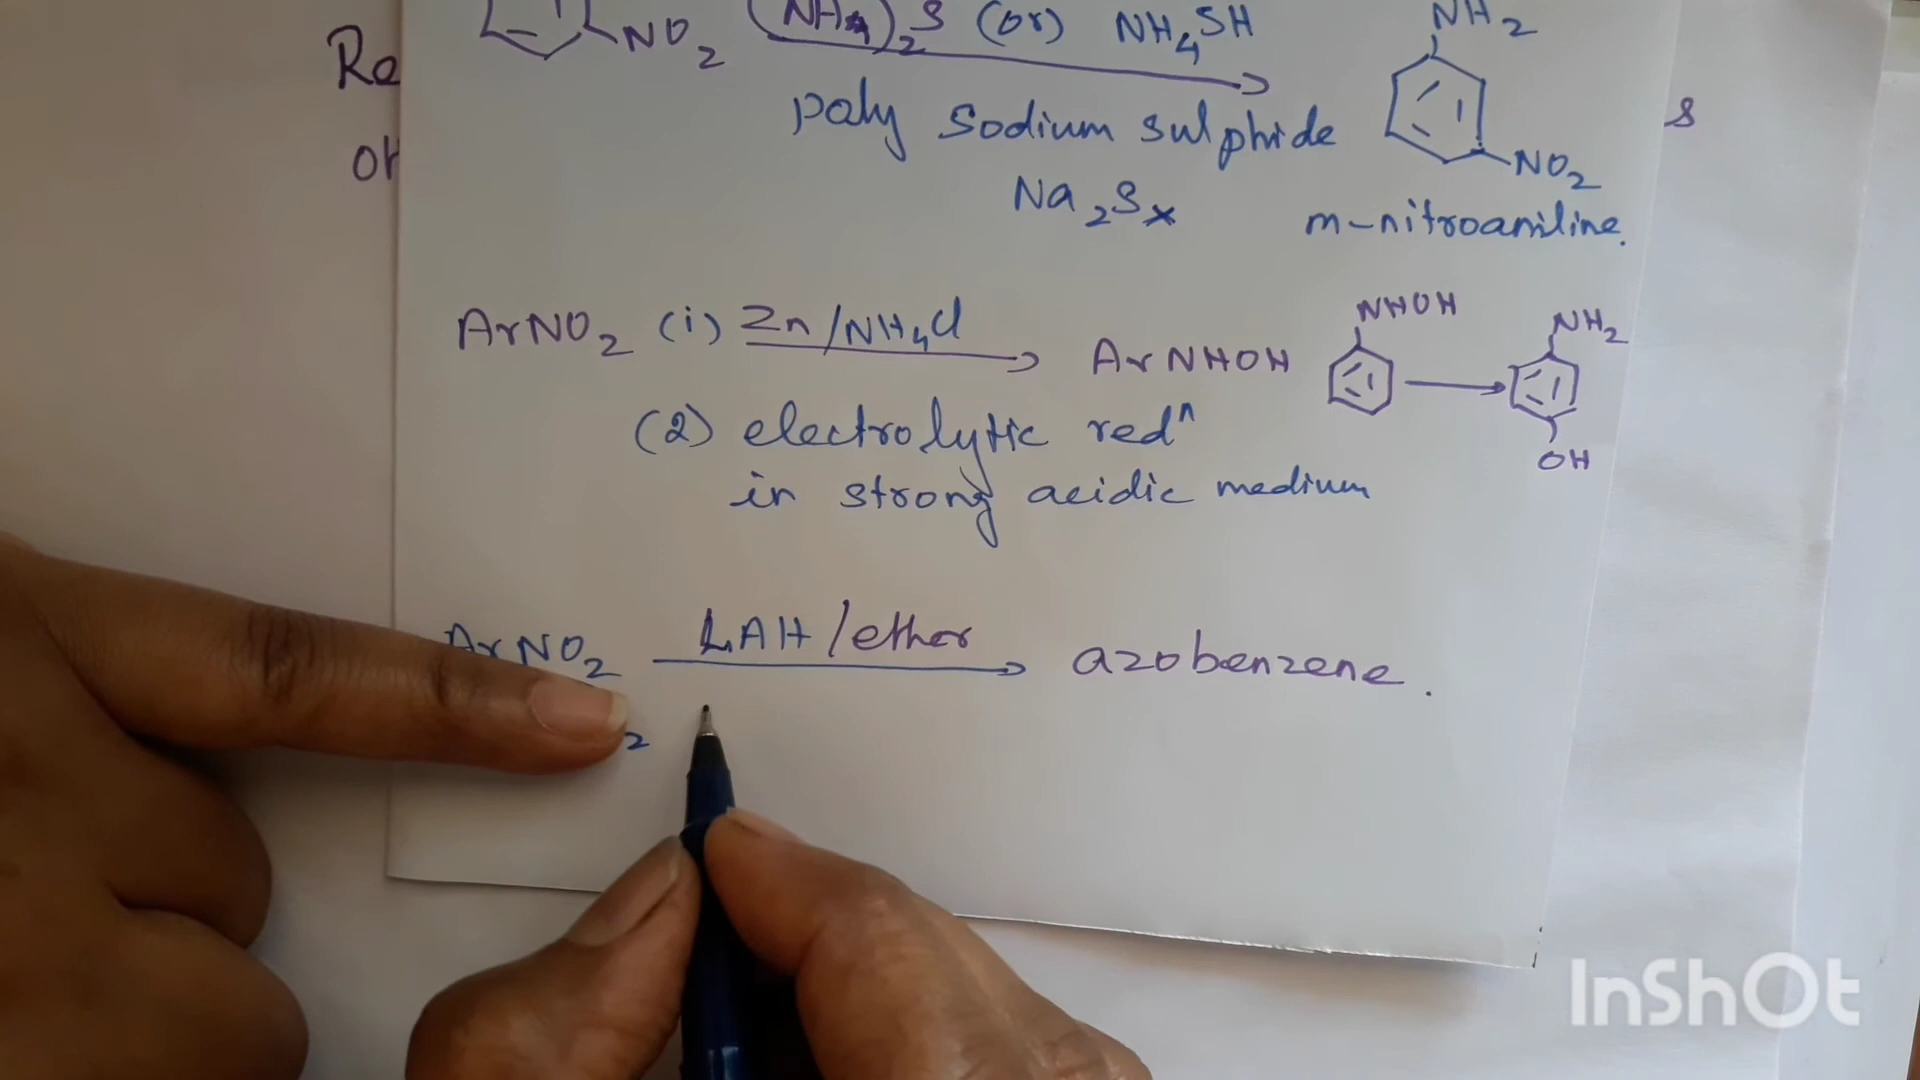 NO2 (NH4)2S (or) NH4SH NH2
Re
poly sodium sulphide
s
OH
NO2
Na2Sx
m-nitroaniline.
ArNO2 (i) Zn/NH4Cl ArNHOH NHOH NH2
(2) electrolytic redn
OH
in strong acidic medium
ArNO2 LAH/ether azobenzene.
2
InShOt